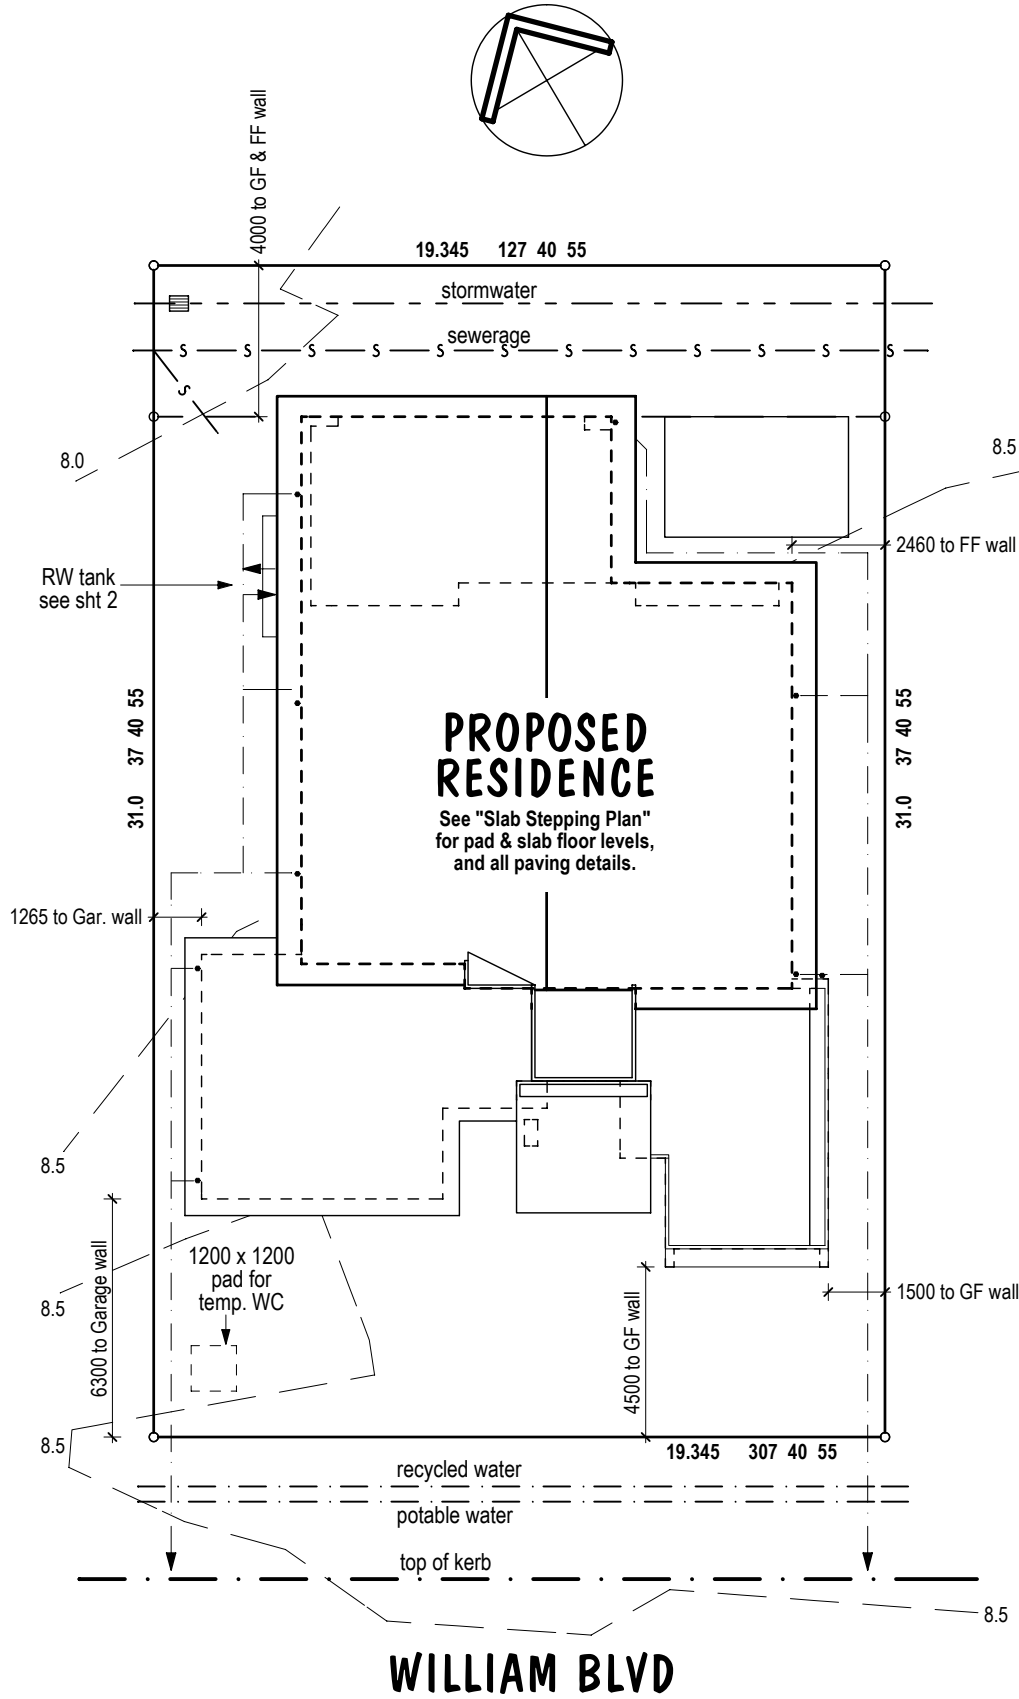 4000 to GF & FF wall
19.345 127 40 55
stormwater
sewerage
S S S S S S S S S S S S
S
8.0
8.5
2460 to FF wall
RW tank
see sht 2
31.0 37 40 55
31.0 37 40 55
PROPOSED
RESIDENCE
See "Slab Stepping Plan"
for pad & slab floor levels,
and all paving details.
1265 to Gar. wall
8.5
6300 to Garage wall
1200 x 1200
pad for
temp. WC
8.5
4500 to GF wall
1500 to GF wall
8.5
19.345 307 40 55
recycled water
potable water
top of kerb
8.5
WILLIAM BLVD